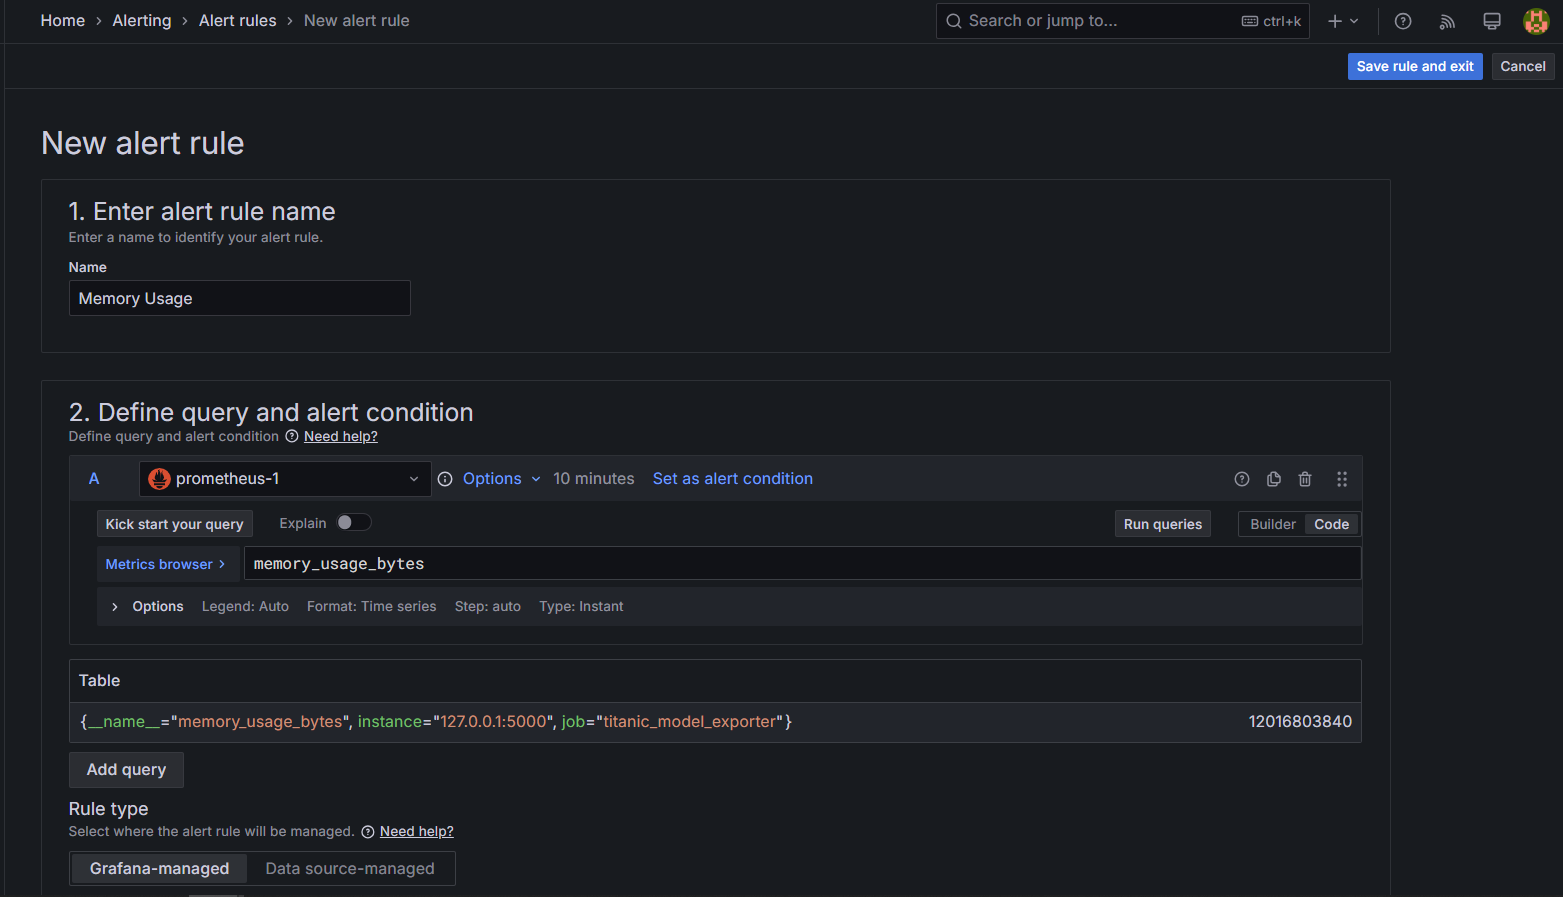 Home › Alerting › Alert rules › New alert rule
Search or jump to... ctrl+k
Save rule and exit Cancel
New alert rule
1. Enter alert rule name
Enter a name to identify your alert rule.
Name
Memory Usage
2. Define query and alert condition
Define query and alert condition Need help?
A prometheus-1 Options 10 minutes Set as alert condition
Kick start your query Explain Run queries Builder Code
Metrics browser › memory_usage_bytes
› Options Legend: Auto Format: Time series Step: auto Type: Instant
Table
{__name__="memory_usage_bytes", instance="127.0.0.1:5000", job="titanic_model_exporter"} 12016803840
Add query
Rule type
Select where the alert rule will be managed. Need help?
Grafana-managed Data source-managed